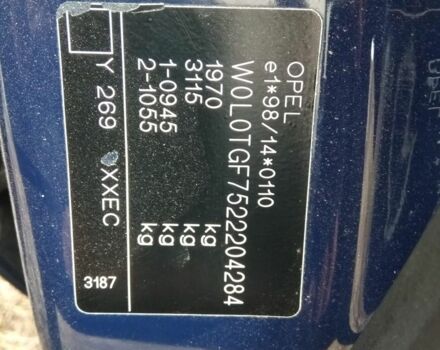 OPEL
e1*98/14*0110
W0L0TGF7522204284
1970 kg
3115 kg
1-0945 kg
2-1055 kg
Y 269 XXEC
3187